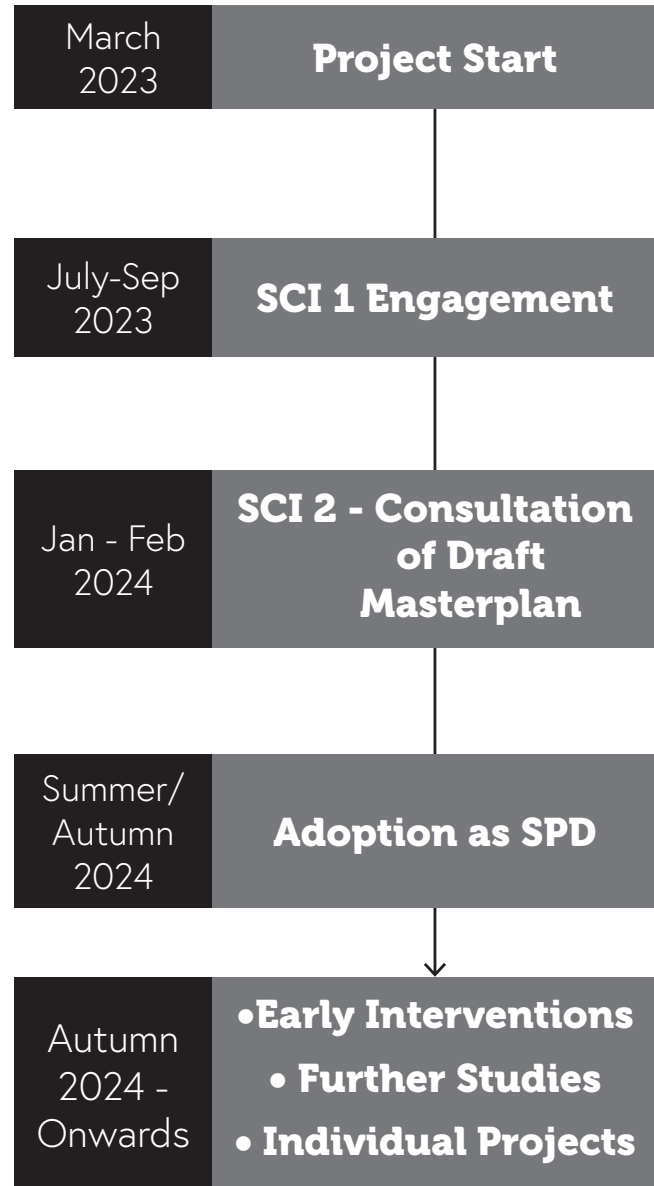 March
2023
Project Start
July-Sep
2023
SCI 1 Engagement
Jan - Feb
2024
SCI 2 - Consultation
of Draft
Masterplan
Summer/
Autumn
2024
Adoption as SPD
Autumn
2024 -
Onwards
•Early Interventions
• Further Studies
• Individual Projects